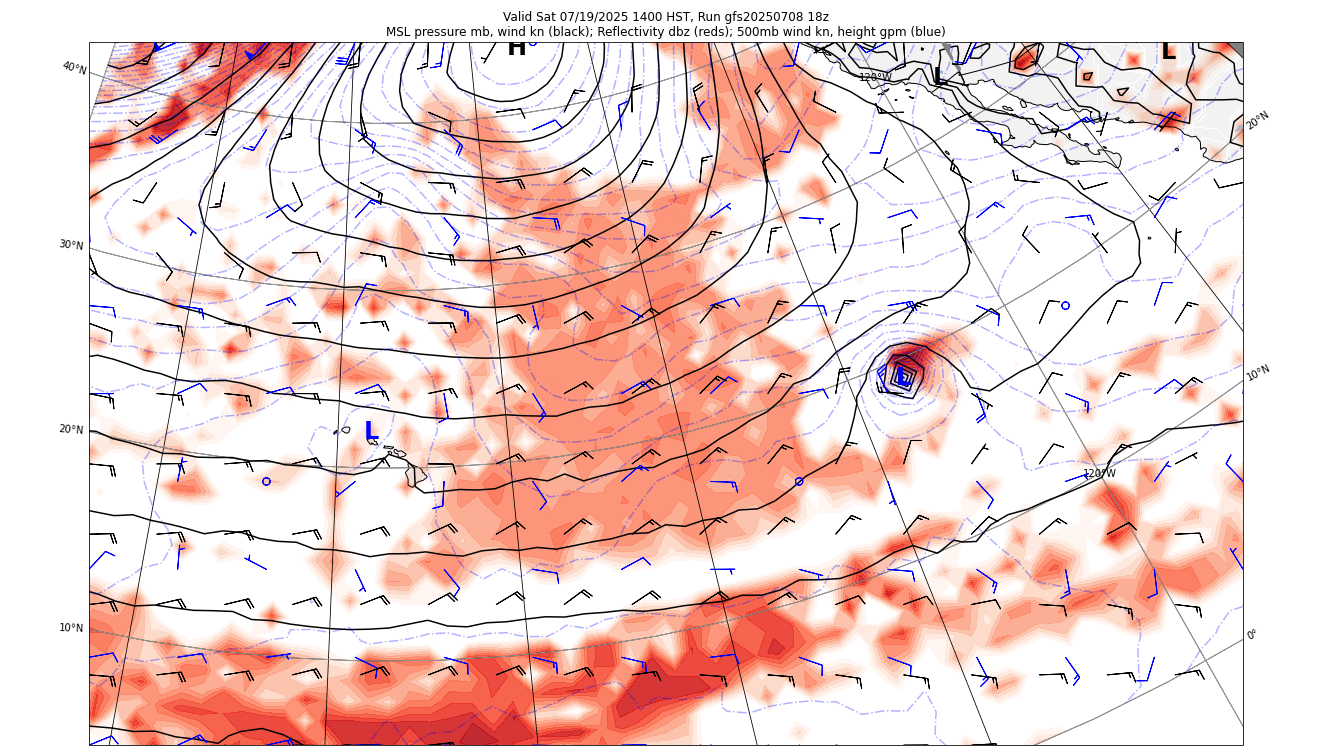 Valid Sat 07/19/2025 1400 HST, Run gfs20250708 18z
MSL pressure mb, wind kn (black); Reflectivity dbz (reds); 500mb wind kn, height gpm (blue)
H
L
L
40°N
120°W
20°N
30°N
L
10°N
20°N
L
120°W
10°N
0°